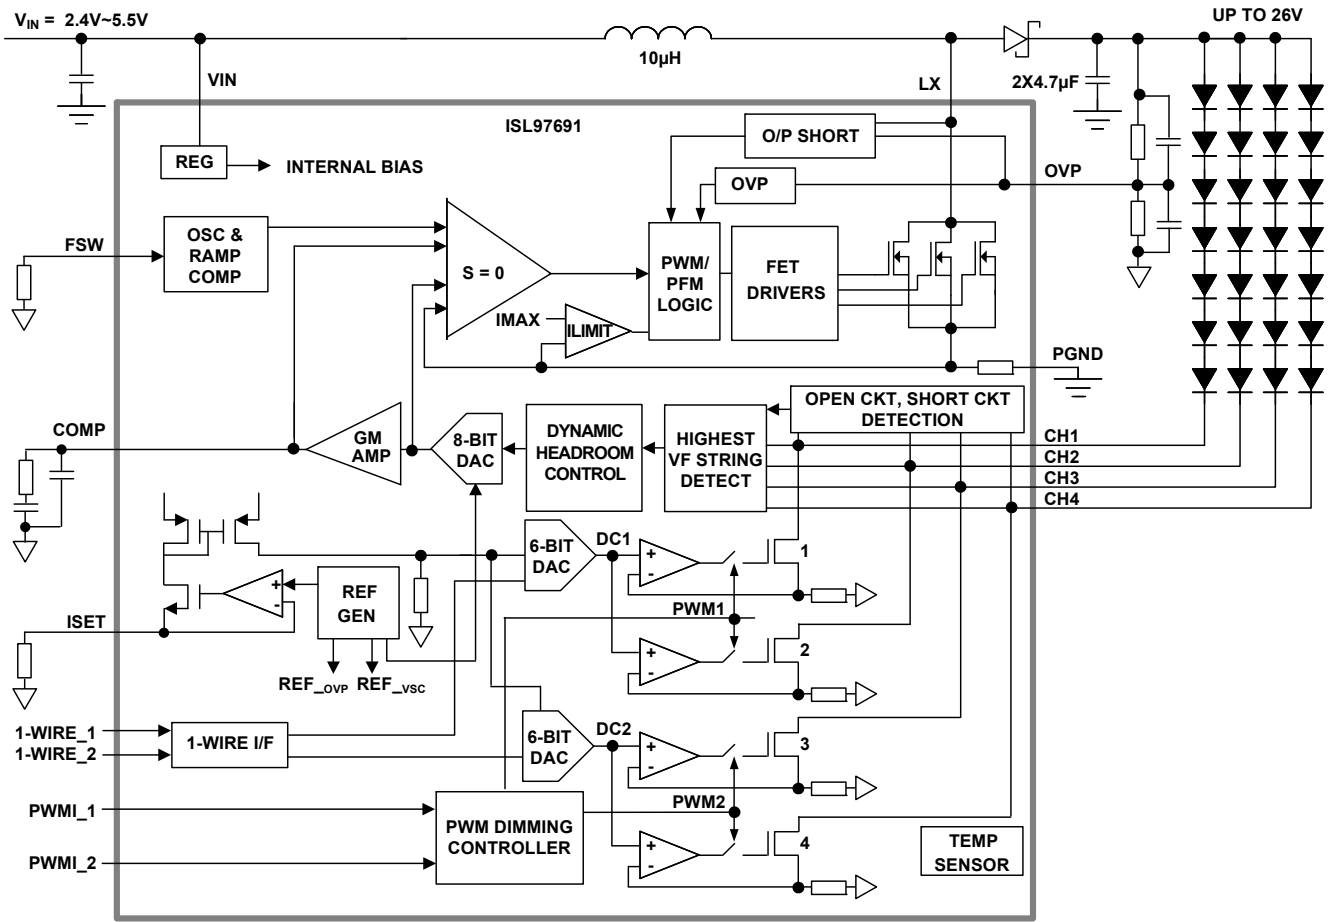 V_IN = 2.4V~5.5V
UP TO 26V
10µH
VIN
LX
2X4.7µF
ISL97691
O/P SHORT
REG
INTERNAL BIAS
OVP
OVP
FSW
OSC &
RAMP
COMP
S = 0
PWM/
PFM
LOGIC
FET
DRIVERS
IMAX
ILIMIT
PGND
OPEN CKT, SHORT CKT
DETECTION
COMP
GM
AMP
8-BIT
DAC
DYNAMIC
HEADROOM
CONTROL
HIGHEST
VF STRING
DETECT
CH1
CH2
CH3
CH4
6-BIT
DAC
DC1
+
-
1
+
-
REF
GEN
PWM1
ISET
+
-
2
REF_OVP
REF_VSC
1-WIRE_1
1-WIRE_2
1-WIRE I/F
6-BIT
DAC
DC2
+
-
3
PWMI_1
PWM2
PWM DIMMING
CONTROLLER
+
-
4
TEMP
SENSOR
PWMI_2